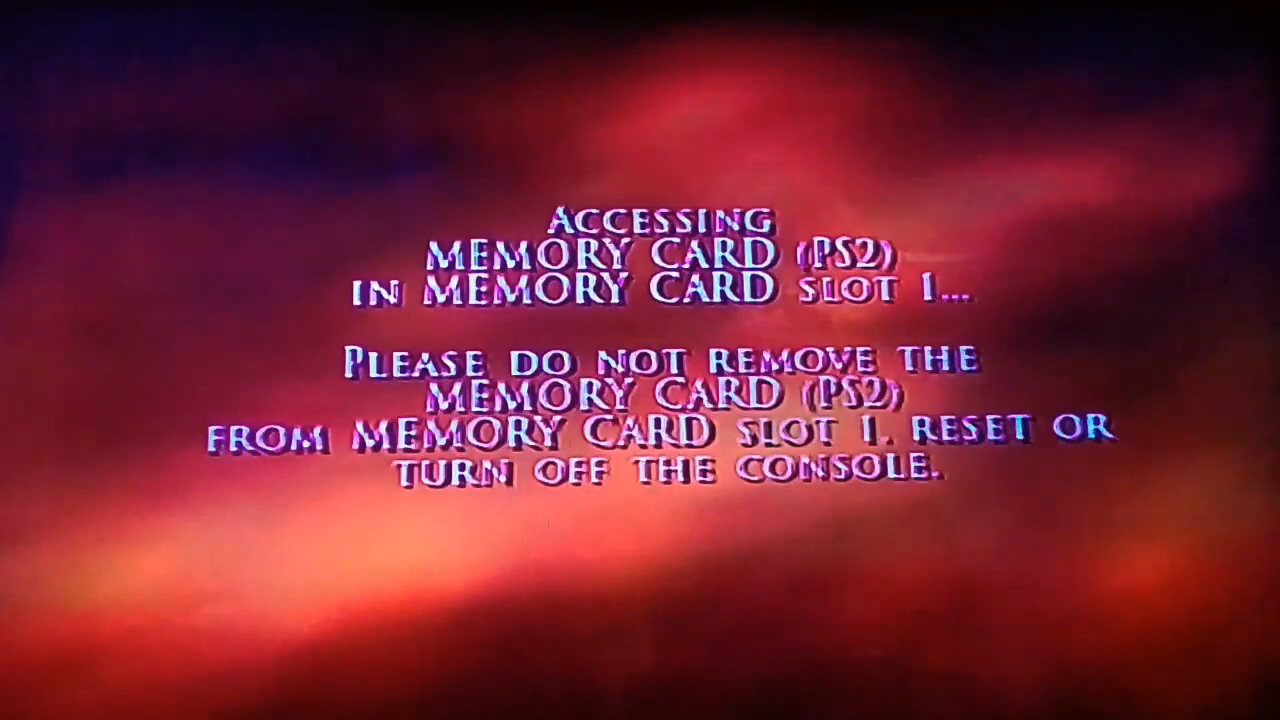 Accessing
MEMORY CARD (PS2)
IN MEMORY CARD SLOT 1...
Please do not remove the
MEMORY CARD (PS2)
FROM MEMORY CARD SLOT 1. RESET OR
TURN OFF THE CONSOLE.